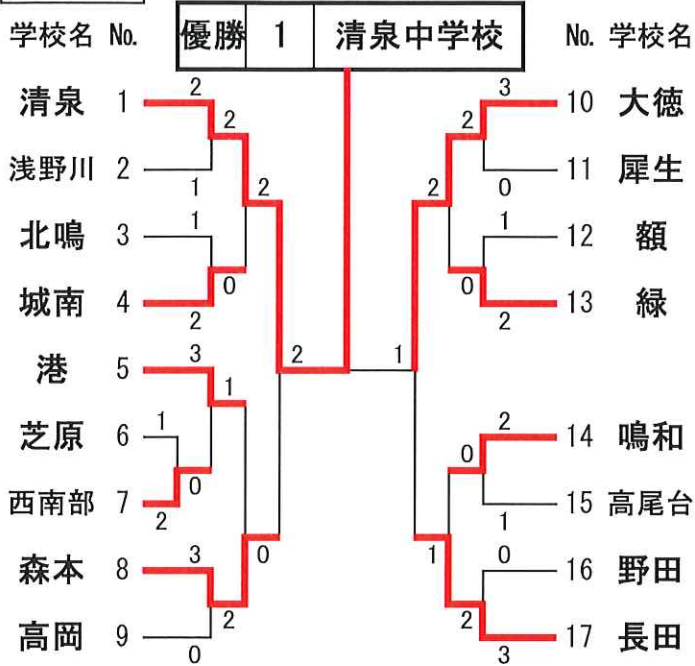 優勝 1 清泉中学校
学校名 No.
清泉 1
浅野川 2
北鳴 3
城南 4
港 5
芝原 6
西南部 7
森本 8
高岡 9
2
1
1
2
3
1
2
3
0
2
0
1
0
2
2
0
2
1
No. 学校名
10 大徳
11 犀生
12 額
13 緑
14 鳴和
15 高尾台
16 野田
17 長田
3
0
1
2
2
1
0
3
2
0
0
2
2
1